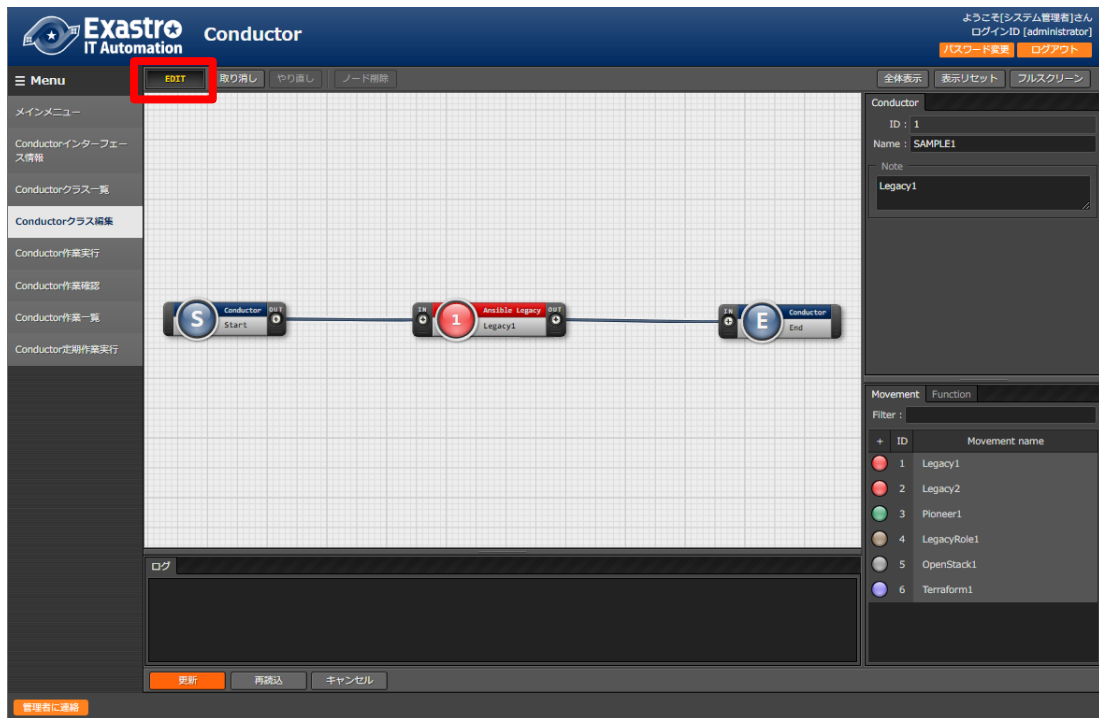 Exastro
IT Automation
Conductor
ようこそ[システム管理者]さん
ログインID [administrator]
パスワード変更 ログアウト
☰ Menu
メインメニュー
Conductorインターフェー
ス情報
Conductorクラス一覧
Conductorクラス編集
Conductor作業実行
Conductor作業確認
Conductor作業一覧
Conductor定期作業実行
EDIT 取り消し やり直し ノード削除 全体表示 表示リセット フルスクリーン
S Conductor OUT
Start
IN 1 Ansible Legacy OUT
Legacy1
IN E Conductor
End
Conductor
ID : 1
Name : SAMPLE1
Note
Legacy1
Movement Function
Filter :
+ ID Movement name
1 Legacy1
2 Legacy2
3 Pioneer1
4 LegacyRole1
5 OpenStack1
6 Terraform1
ログ
更新 再読込 キャンセル
管理者に連絡